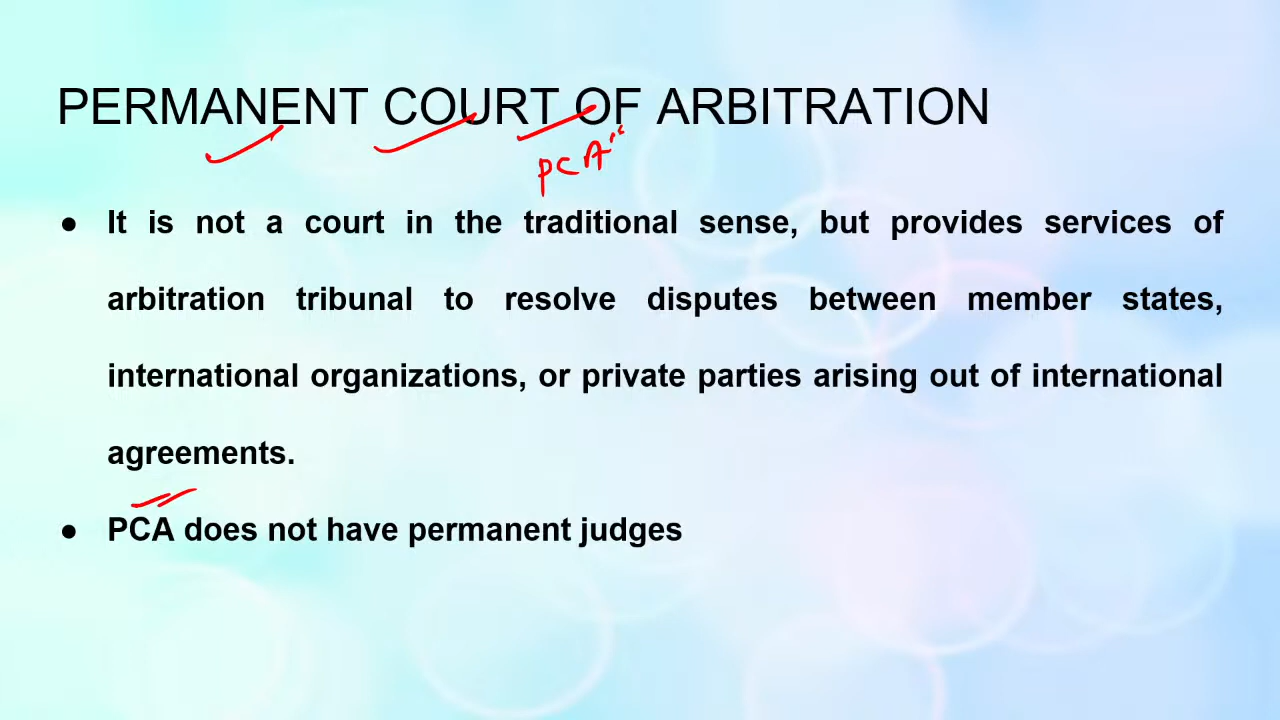 PERMANENT COURT OF ARBITRATION
PCA"
● It is not a court in the traditional sense, but provides services of
arbitration tribunal to resolve disputes between member states,
international organizations, or private parties arising out of international
agreements.
● PCA does not have permanent judges